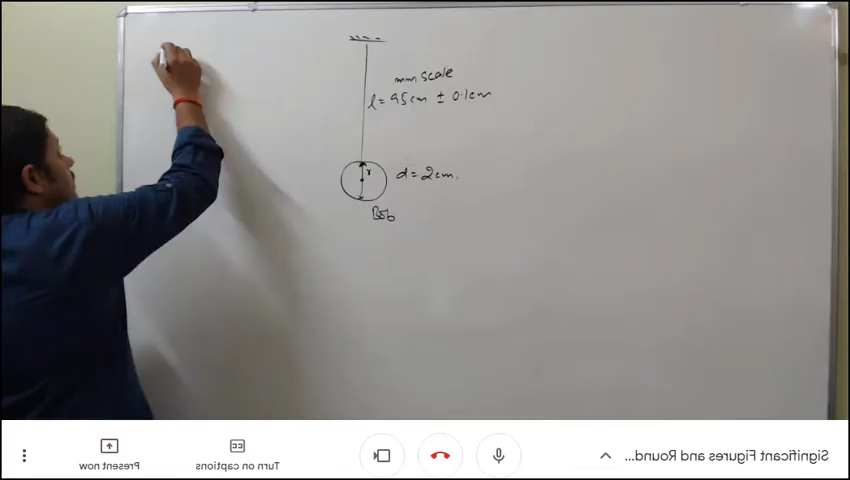 mm scale
l = 95cm ± 0.1cm
r
d = 2cm.
Bob
Present now
Turn on captions
Significant Figures and Round...